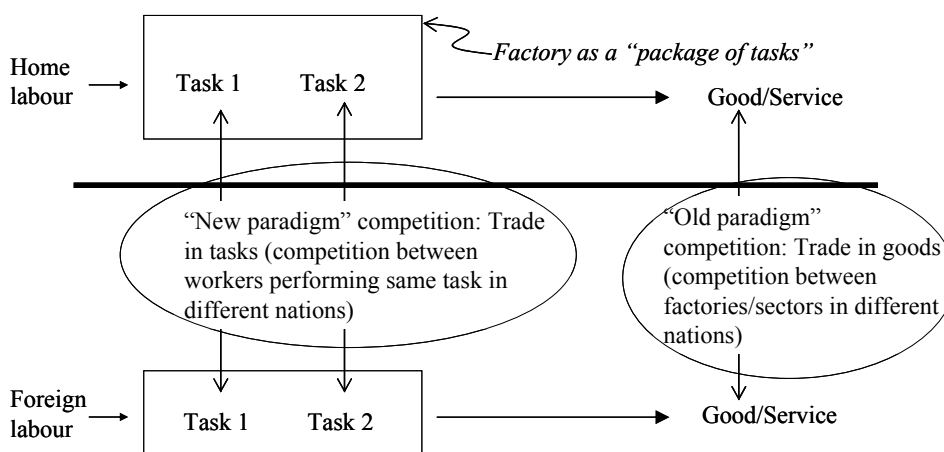 Factory as a “package of tasks”
Home
labour
Task 1
Task 2
Good/Service
“New paradigm” competition: Trade
in tasks (competition between
workers performing same task in
different nations)
“Old paradigm”
competition: Trade in goods
(competition between
factories/sectors in different
nations)
Foreign
labour
Task 1
Task 2
Good/Service